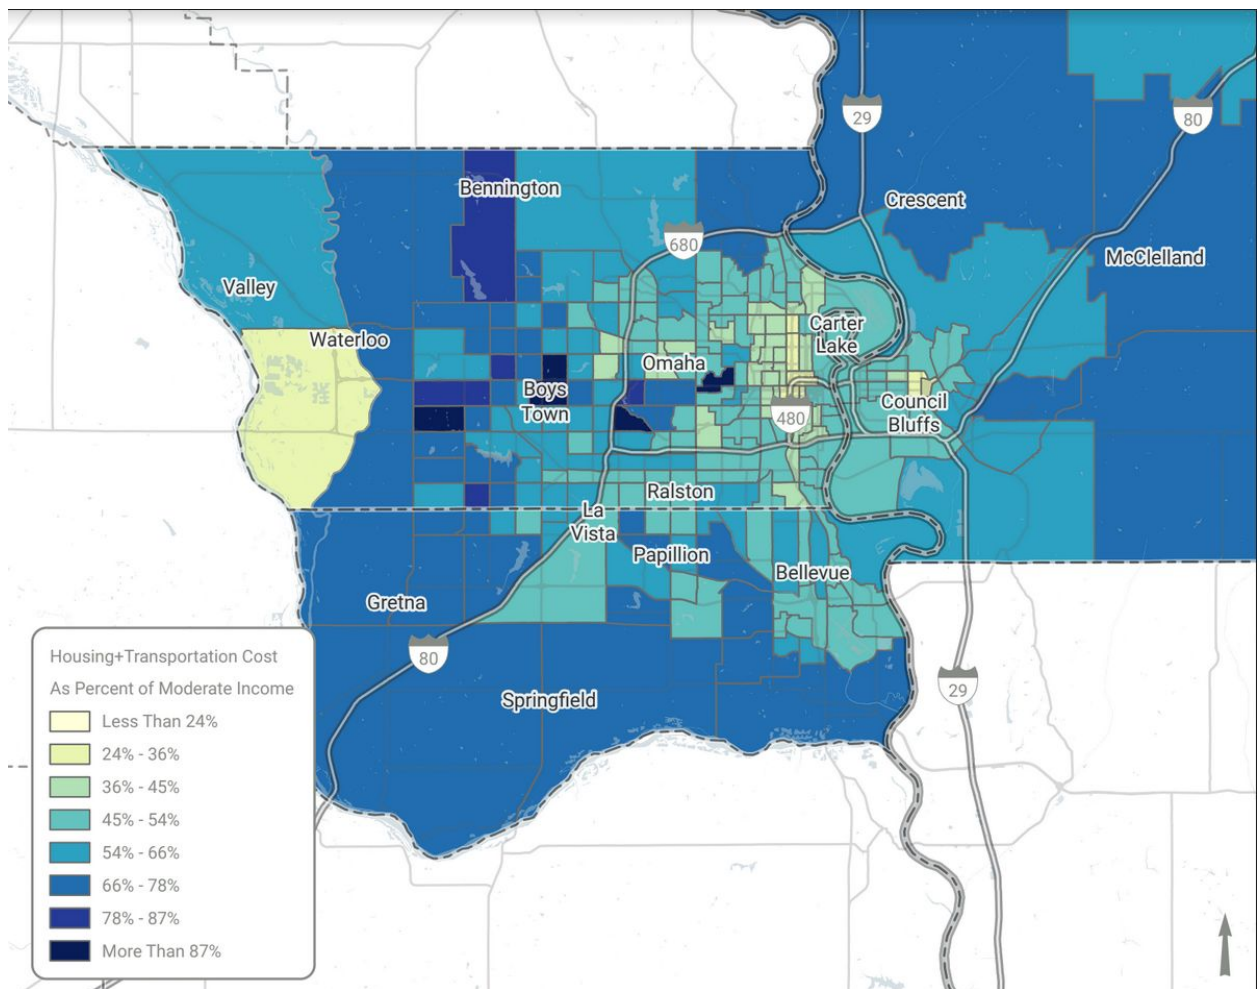 29
80
Bennington
Crescent
680
McClelland
Valley
Carter
Lake
Waterloo
Omaha
Boys
Town
Council
Bluffs
480
Ralston
La
Vista
Papillion
Bellevue
Gretna
80
29
Springfield
Housing+Transportation Cost
As Percent of Moderate Income
Less Than 24%
24% - 36%
36% - 45%
45% - 54%
54% - 66%
66% - 78%
78% - 87%
More Than 87%